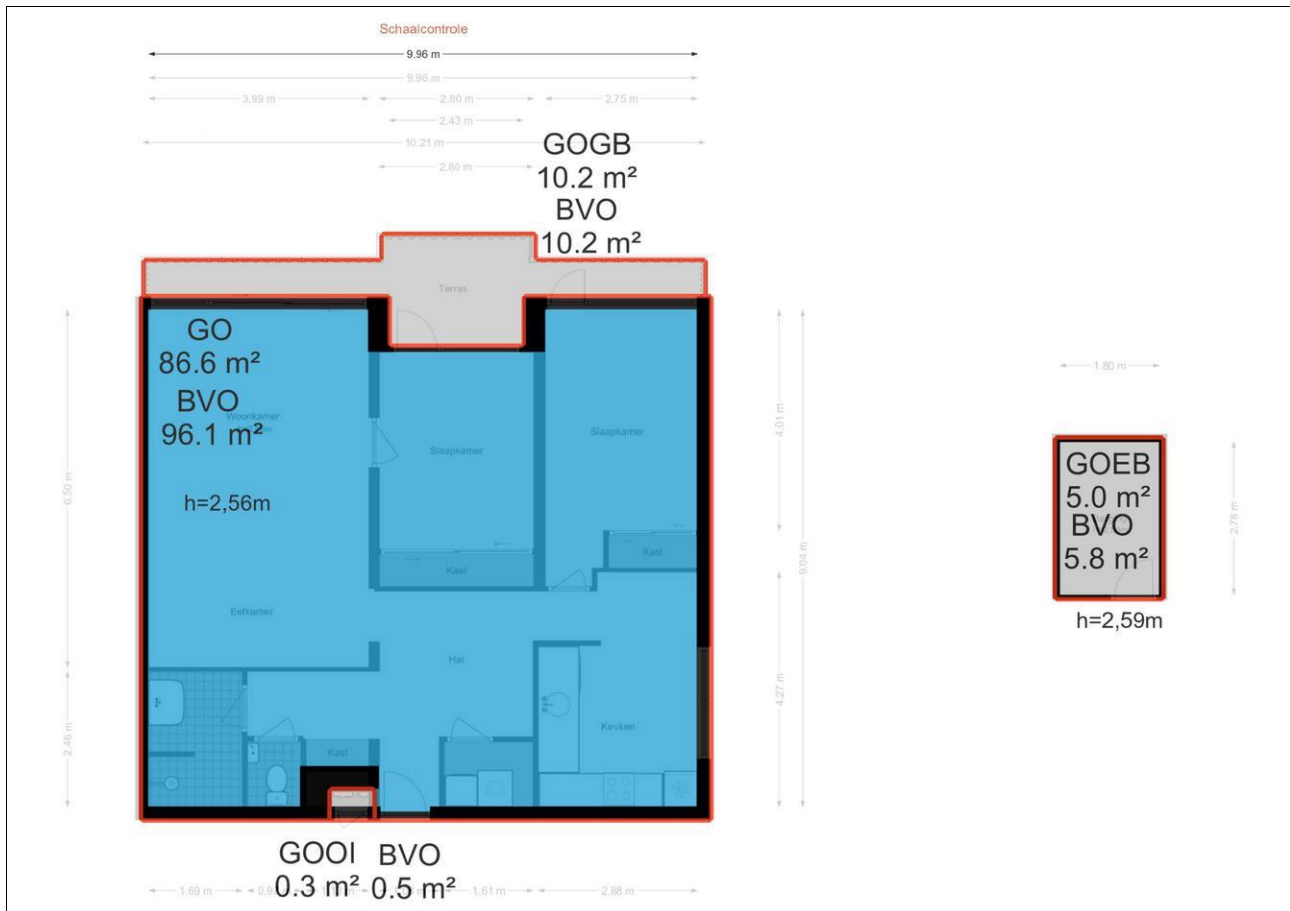 Schaalcontrole
9.96 m
9.96 m
3.99 m
2.80 m
2.75 m
2.43 m
10.21 m
2.80 m
GOGB
10.2 m²
BVO
10.2 m²
Terras
GO
86.6 m²
BVO
96.1 m²
Woonkamer
h=2,56m
Slaapkamer
Slaapkamer
Kast
Kast
Eetkamer
Hal
Keuken
Kast
6.50 m
2.46 m
4.01 m
9.04 m
4.27 m
1.80 m
GOEB
5.0 m²
BVO
5.8 m²
2.78 m
h=2,59m
GOOI BVO
0.3 m² 0.5 m²
1.69 m
1.61 m
2.88 m